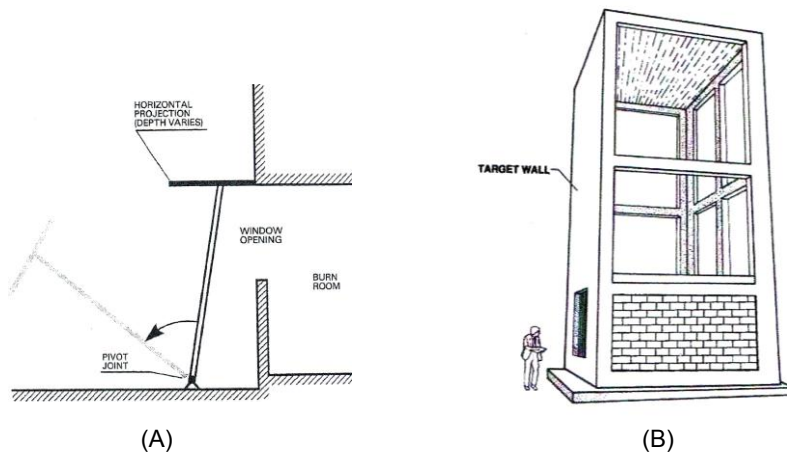 HORIZONTAL
PROJECTION
(DEPTH VARIES)
WINDOW
OPENING
BURN
ROOM
PIVOT
JOINT
TARGET WALL
(A)
(B)